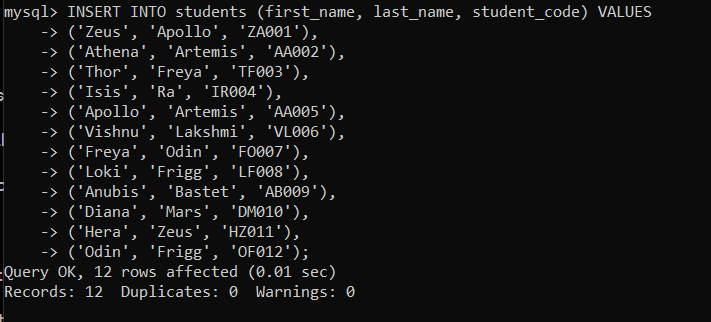 mysql> INSERT INTO students (first_name, last_name, student_code) VALUES
    -> ('Zeus', 'Apollo', 'ZA001'),
    -> ('Athena', 'Artemis', 'AA002'),
    -> ('Thor', 'Freya', 'TF003'),
    -> ('Isis', 'Ra', 'IR004'),
    -> ('Apollo', 'Artemis', 'AA005'),
    -> ('Vishnu', 'Lakshmi', 'VL006'),
    -> ('Freya', 'Odin', 'FO007'),
    -> ('Loki', 'Frigg', 'LF008'),
    -> ('Anubis', 'Bastet', 'AB009'),
    -> ('Diana', 'Mars', 'DM010'),
    -> ('Hera', 'Zeus', 'HZ011'),
    -> ('Odin', 'Frigg', 'OF012');
Query OK, 12 rows affected (0.01 sec)
Records: 12  Duplicates: 0  Warnings: 0